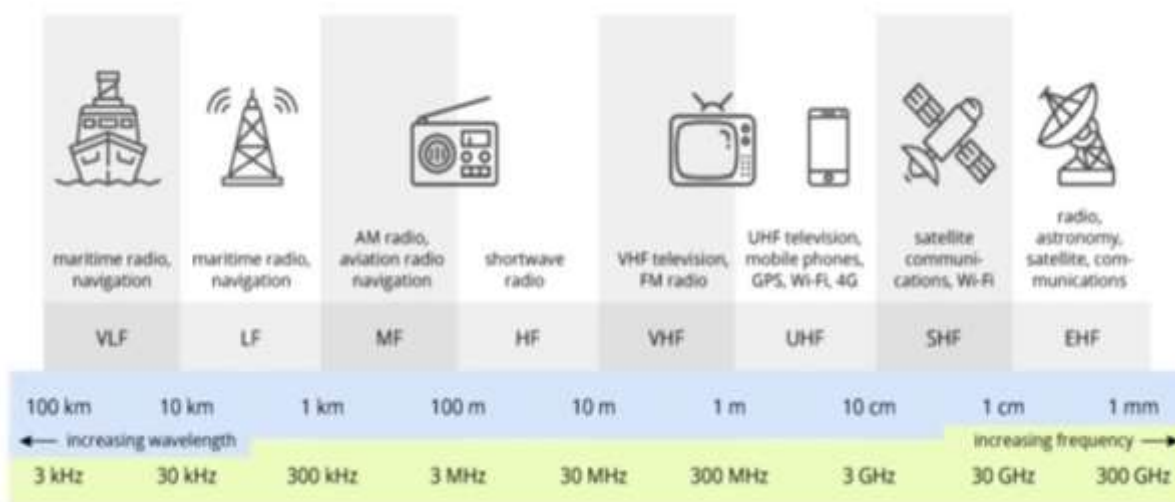 maritime radio,
navigation
maritime radio,
navigation
AM radio,
aviation radio
navigation
shortwave
radio
VHF television,
FM radio
UHF television,
mobile phones,
GPS, Wi-Fi, 4G
satellite
communi-
cations, Wi-Fi
radio,
astronomy,
satellite, com-
munications
VLF LF MF HF VHF UHF SHF EHF
100 km 10 km 1 km 100 m 10 m 1 m 10 cm 1 cm 1 mm
← increasing wavelength increasing frequency →
3 kHz 30 kHz 300 kHz 3 MHz 30 MHz 300 MHz 3 GHz 30 GHz 300 GHz